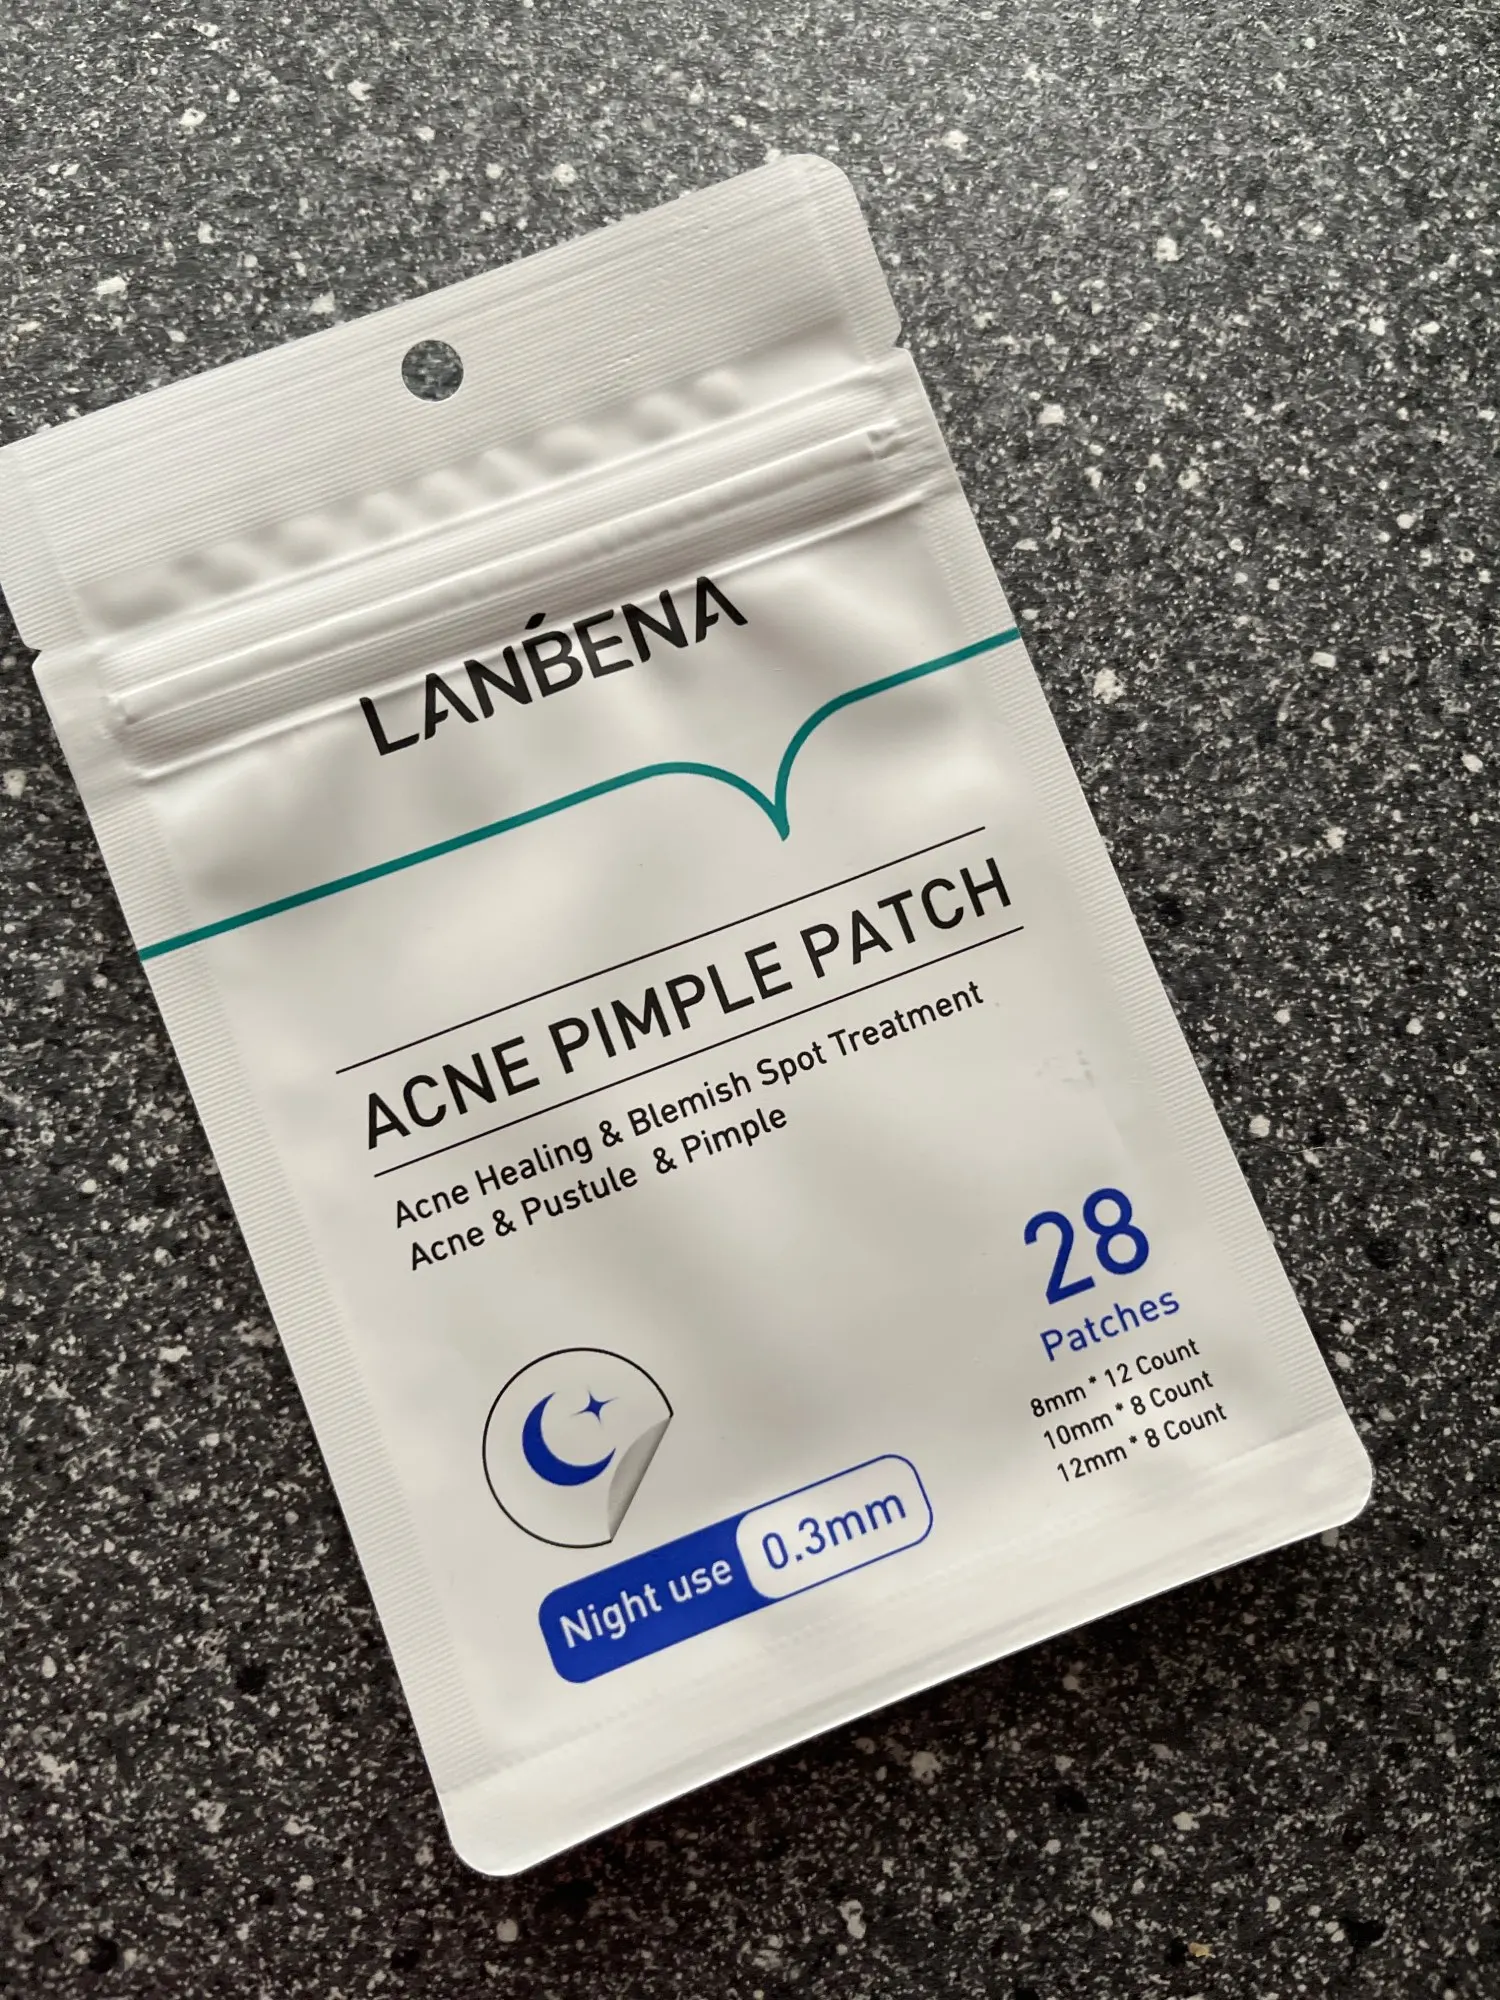 LANBENA
ACNE PIMPLE PATCH
Acne Healing & Blemish Spot Treatment
Acne & Pustule & Pimple
28
Patches
8mm * 12 Count
10mm * 8 Count
12mm * 8 Count
Night use 0.3mm